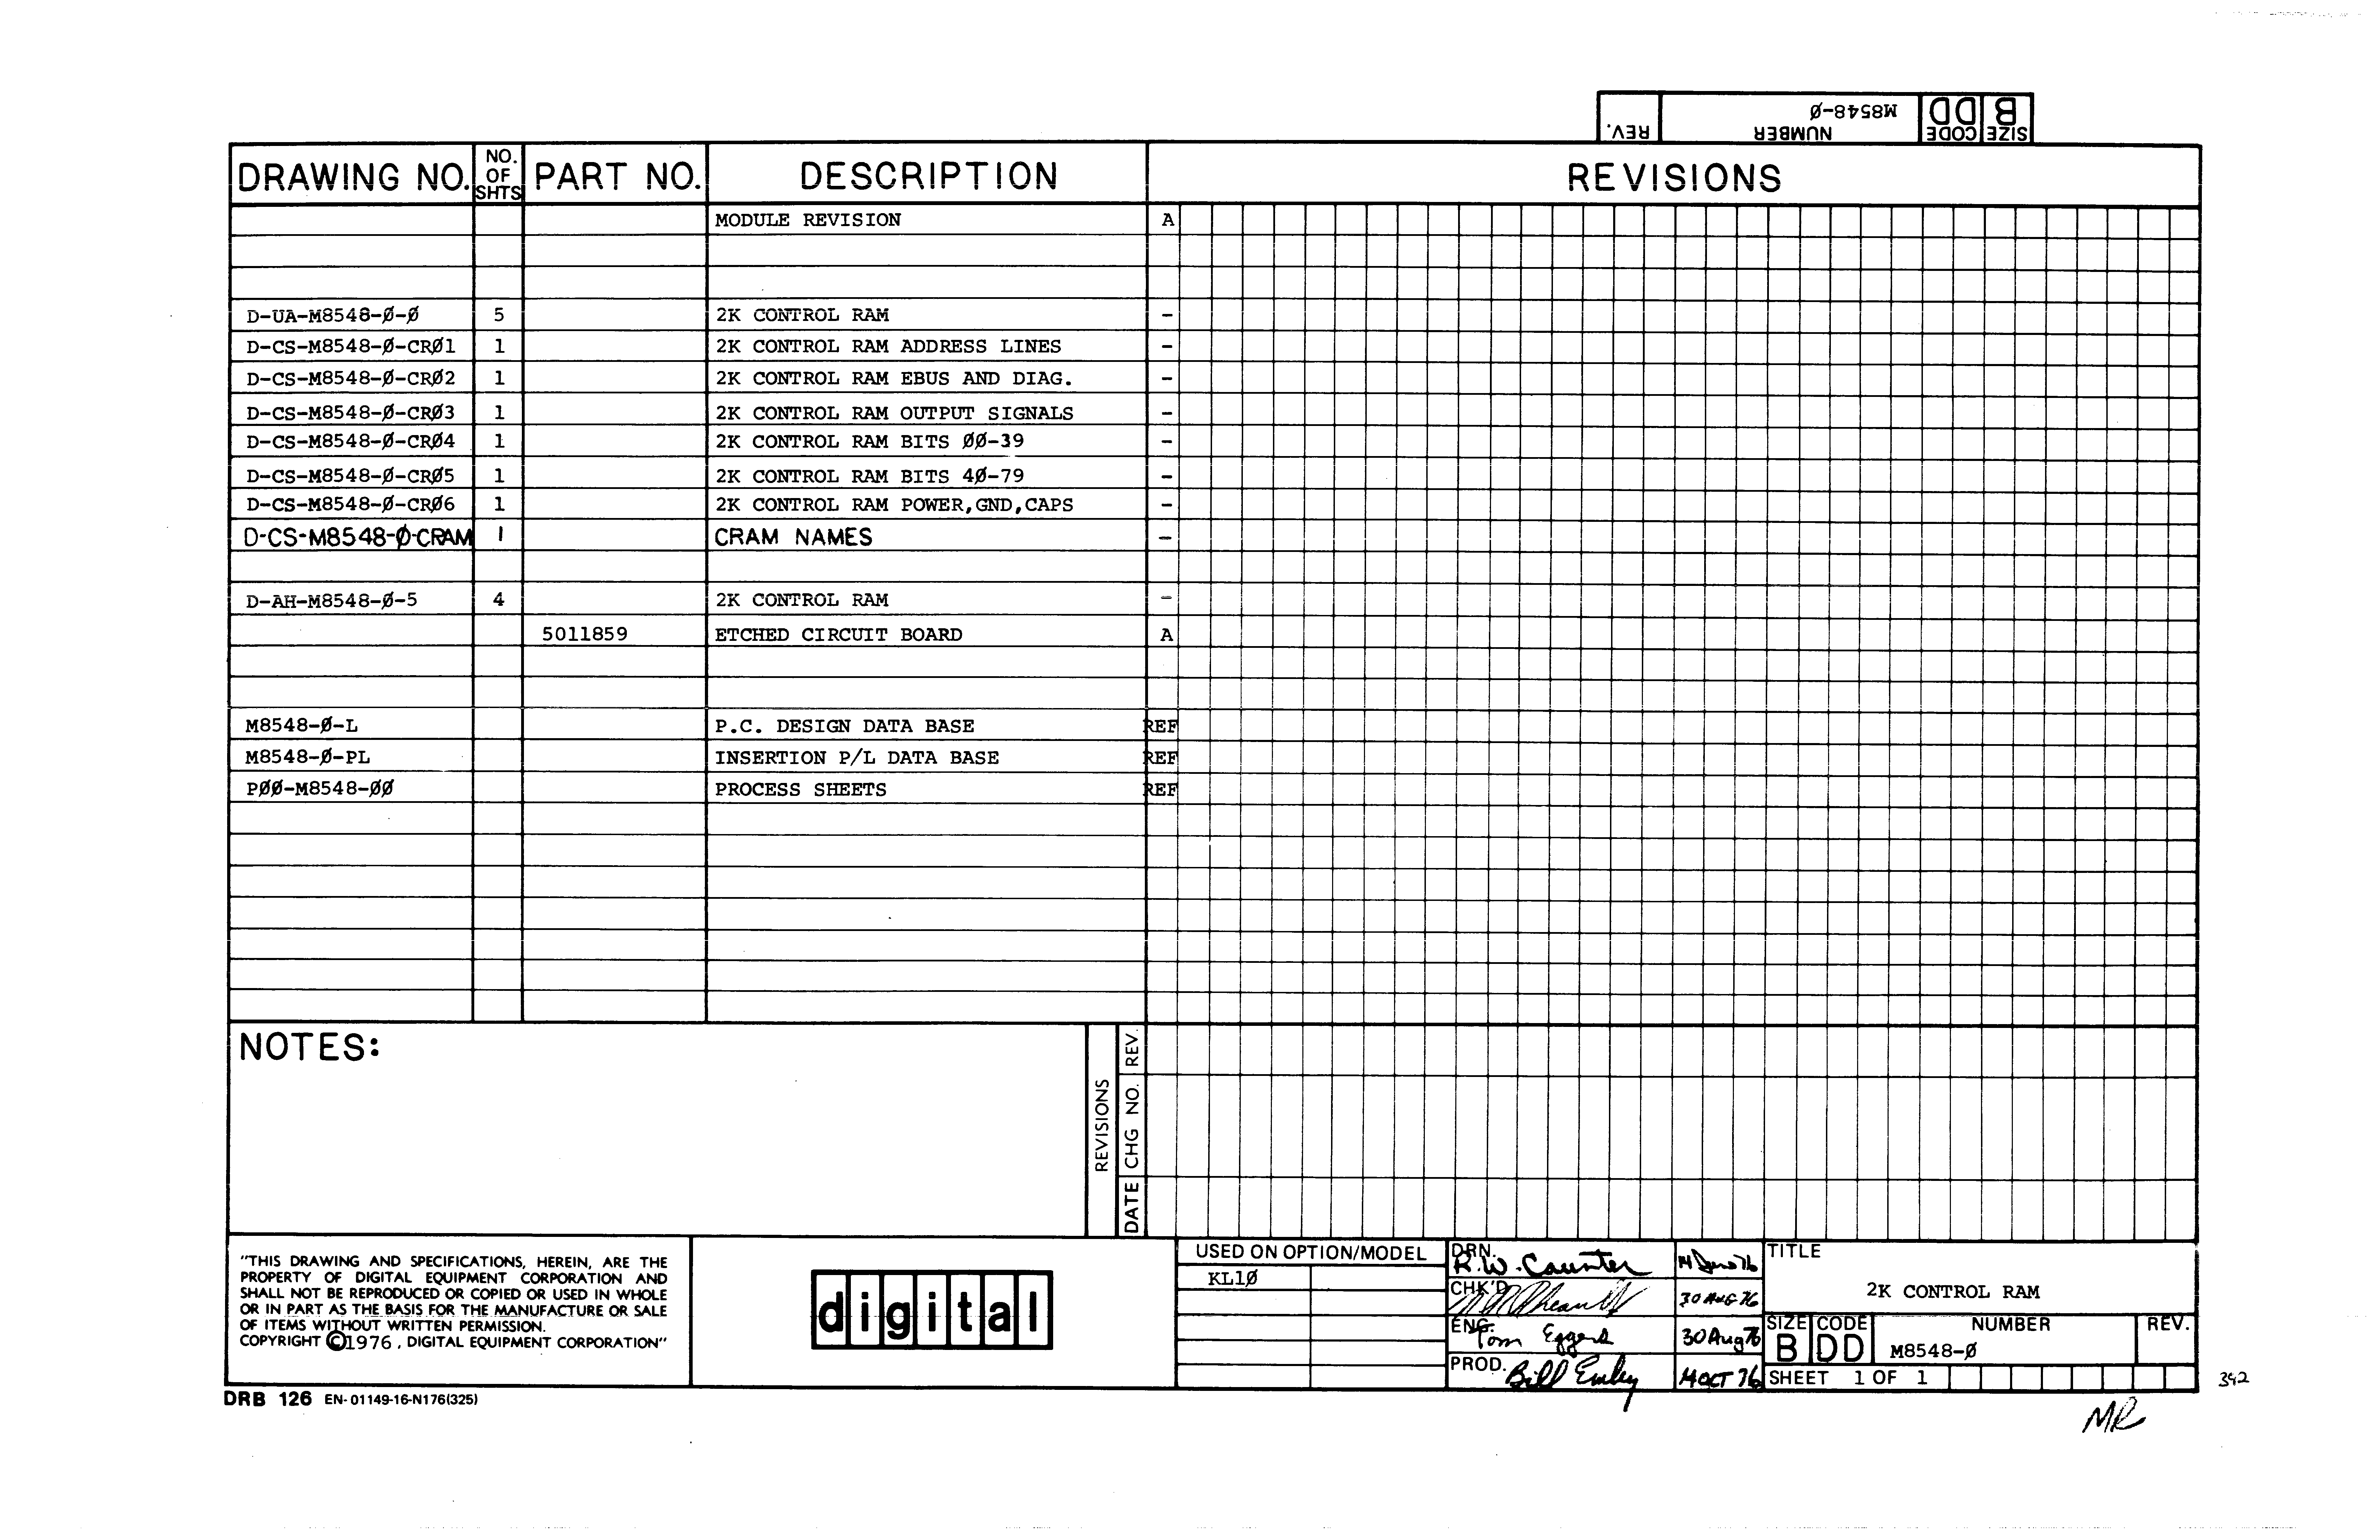 SIZE CODE NUMBER REV.
B DD M8548-Ø
DRAWING NO. NO. OF SHTS PART NO. DESCRIPTION REVISIONS
MODULE REVISION A
D-UA-M8548-Ø-Ø 5 2K CONTROL RAM -
D-CS-M8548-Ø-CRØ1 1 2K CONTROL RAM ADDRESS LINES -
D-CS-M8548-Ø-CRØ2 1 2K CONTROL RAM EBUS AND DIAG. -
D-CS-M8548-Ø-CRØ3 1 2K CONTROL RAM OUTPUT SIGNALS -
D-CS-M8548-Ø-CRØ4 1 2K CONTROL RAM BITS ØØ-39 -
D-CS-M8548-Ø-CRØ5 1 2K CONTROL RAM BITS 4Ø-79 -
D-CS-M8548-Ø-CRØ6 1 2K CONTROL RAM POWER,GND,CAPS -
D-CS-M8548-Ø-CRAM 1 CRAM NAMES -
D-AH-M8548-Ø-5 4 2K CONTROL RAM -
5011859 ETCHED CIRCUIT BOARD A
M8548-Ø-L P.C. DESIGN DATA BASE REF
M8548-Ø-PL INSERTION P/L DATA BASE REF
PØØ-M8548-ØØ PROCESS SHEETS REF
NOTES:
REVISIONS
DATE CHG NO. REV.
"THIS DRAWING AND SPECIFICATIONS, HEREIN, ARE THE
PROPERTY OF DIGITAL EQUIPMENT CORPORATION AND
SHALL NOT BE REPRODUCED OR COPIED OR USED IN WHOLE
OR IN PART AS THE BASIS FOR THE MANUFACTURE OR SALE
OF ITEMS WITHOUT WRITTEN PERMISSION.
COPYRIGHT ©1976, DIGITAL EQUIPMENT CORPORATION"
digital
USED ON OPTION/MODEL
KL1Ø
DRN. R.W. Caunter
CHK'D 30 AUG 76
ENG. Tom Eggers 30 Aug 76
PROD. Bill Emley 14 OCT 76
TITLE
2K CONTROL RAM
SIZE CODE NUMBER REV.
B DD M8548-Ø
SHEET 1 OF 1
342
MR
DRB 126 EN-01149-16-N176(325)